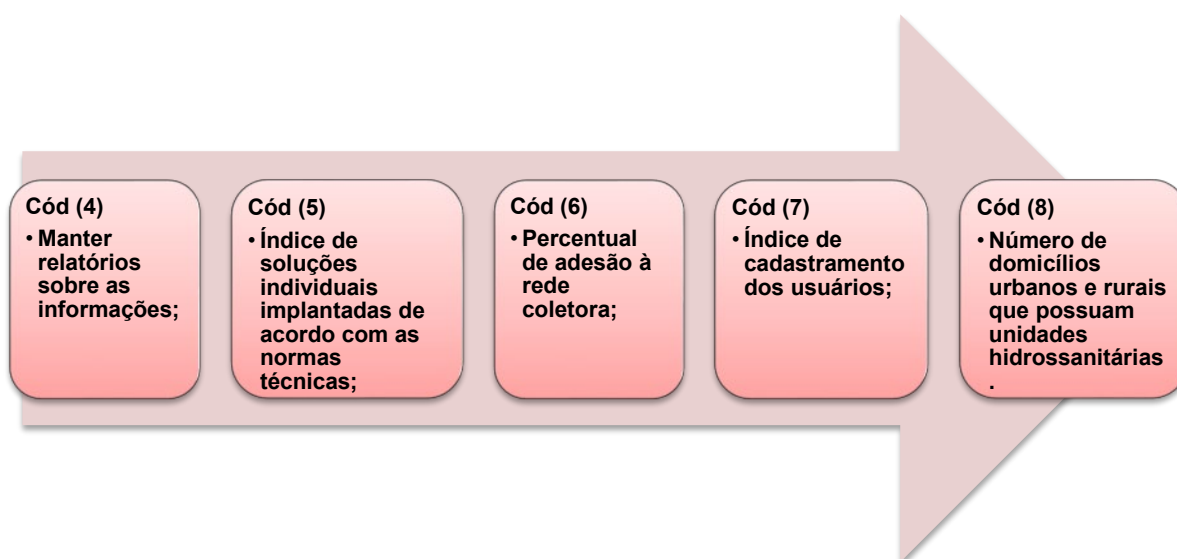 Cód (4)
• Manter
relatórios
sobre as
informações;
Cód (5)
• Índice de
soluções
individuais
implantadas de
acordo com as
normas
técnicas;
Cód (6)
• Percentual
de adesão à
rede
coletora;
Cód (7)
• Índice de
cadastramento
dos usuários;
Cód (8)
• Número de
domicílios
urbanos e rurais
que possuam
unidades
hidrossanitárias
.